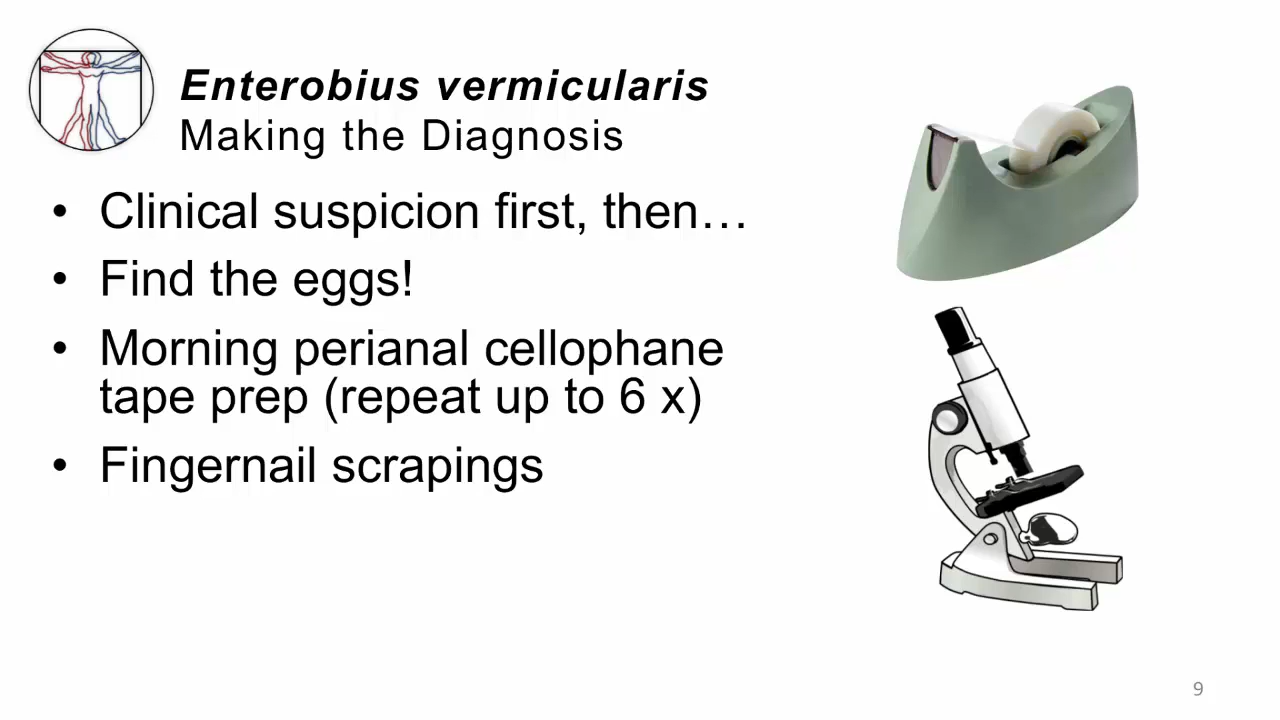 Enterobius vermicularis
Making the Diagnosis
• Clinical suspicion first, then…
• Find the eggs!
• Morning perianal cellophane
tape prep (repeat up to 6 x)
• Fingernail scrapings
9